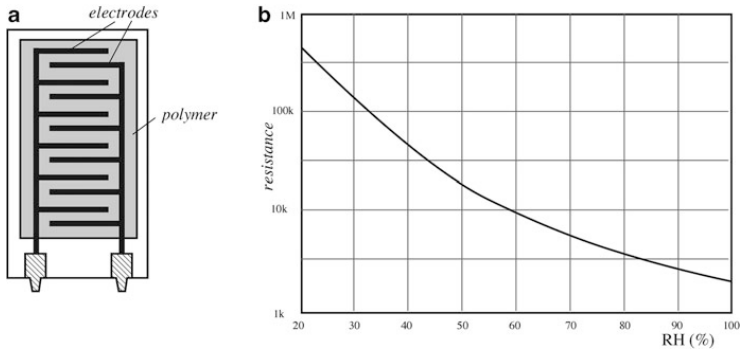 a
electrodes
polymer
b
1M
100k
10k
1k
resistance
20 30 40 50 60 70 80 90 100
RH (%)